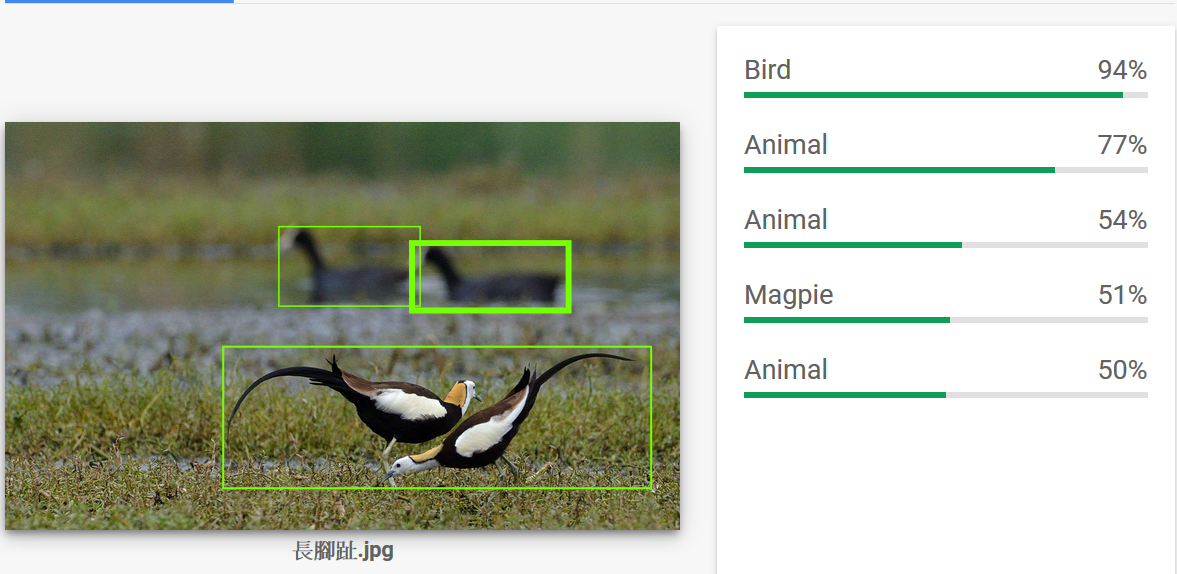 Bird 94%
Animal 77%
Animal 54%
Magpie 51%
Animal 50%
長腳趾.jpg